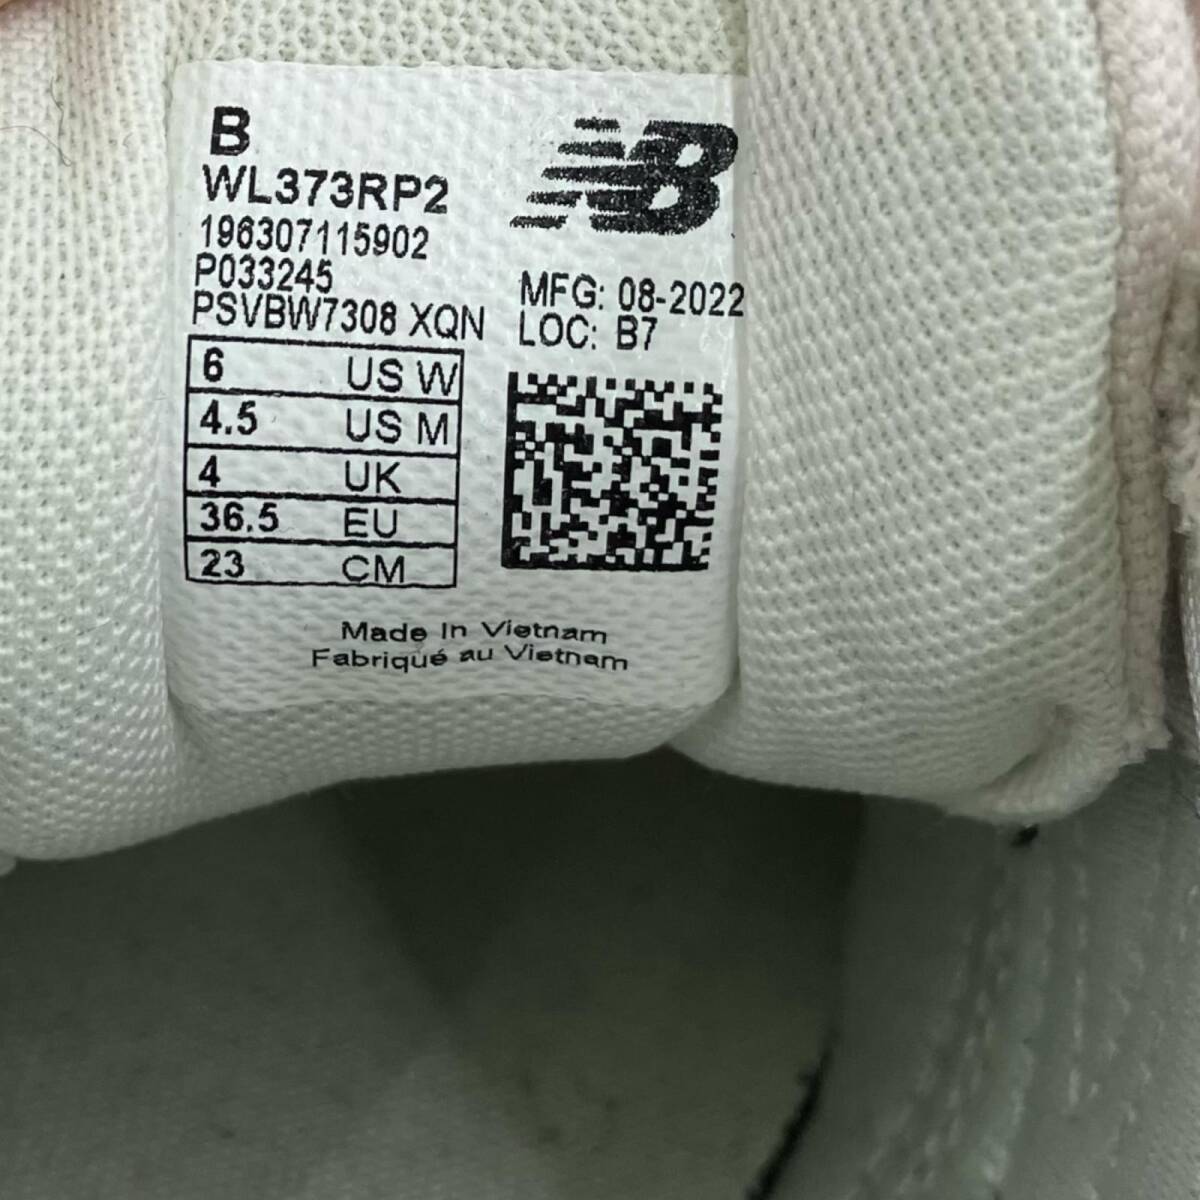 B
WL373RP2
196307115902
P033245
PSVBW7308 XQN
NB
MFG: 08-2022
LOC: B7
6 US W
4.5 US M
4 UK
36.5 EU
23 CM
Made In Vietnam
Fabriqué au Vietnam